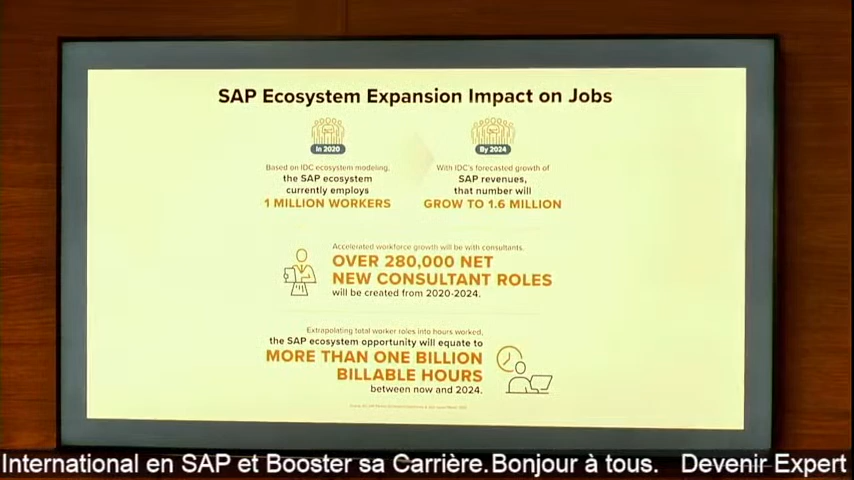 SAP Ecosystem Expansion Impact on Jobs
In 2020
Based on IDC ecosystem modeling,
the SAP ecosystem
currently employs
1 MILLION WORKERS
By 2024
With IDC's forecasted growth of
SAP revenues,
that number will
GROW TO 1.6 MILLION
Accelerated workforce growth will be with consultants.
OVER 280,000 NET
NEW CONSULTANT ROLES
will be created from 2020-2024.
Extrapolating total worker roles into hours worked,
the SAP ecosystem opportunity will equate to
MORE THAN ONE BILLION
BILLABLE HOURS
between now and 2024.
International en SAP et Booster sa Carrière. Bonjour à tous. Devenir Expert